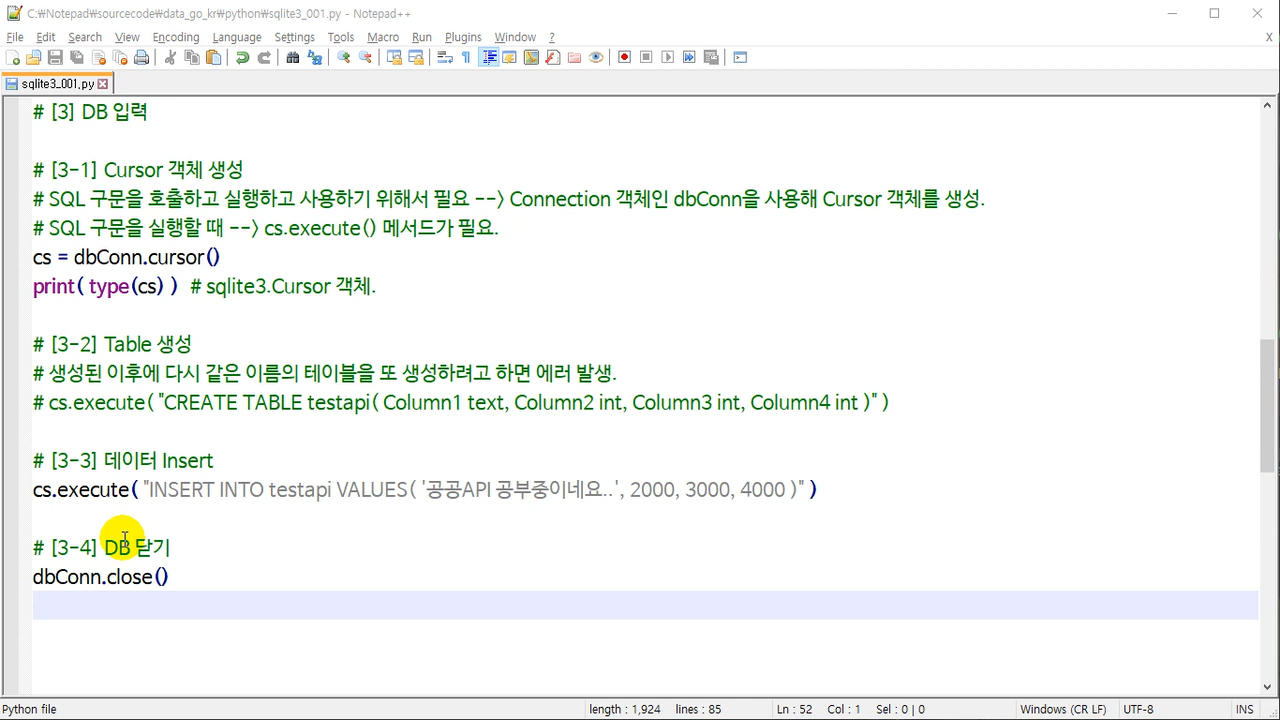 C:₩Notepad₩sourcecode₩data_go_kr₩python₩sqlite3_001.py - Notepad++
File Edit Search View Encoding Language Settings Tools Macro Run Plugins Window ? X
sqlite3_001.py
# [3] DB 입력
# [3-1] Cursor 객체 생성
# SQL 구문을 호출하고 실행하고 사용하기 위해서 필요 --> Connection 객체인 dbConn을 사용해 Cursor 객체를 생성.
# SQL 구문을 실행할 때 --> cs.execute() 메서드가 필요.
cs = dbConn.cursor()
print( type(cs) )  # sqlite3.Cursor 객체.
# [3-2] Table 생성
# 생성된 이후에 다시 같은 이름의 테이블을 또 생성하려고 하면 에러 발생.
# cs.execute( "CREATE TABLE testapi( Column1 text, Column2 int, Column3 int, Column4 int )" )
# [3-3] 데이터 Insert
cs.execute( "INSERT INTO testapi VALUES( '공공API 공부중이네요..', 2000, 3000, 4000 )" )
# [3-4] DB 닫기
dbConn.close()
Python file length : 1,924 lines : 85 Ln : 52 Col : 1 Sel : 0 | 0 Windows (CR LF) UTF-8 INS